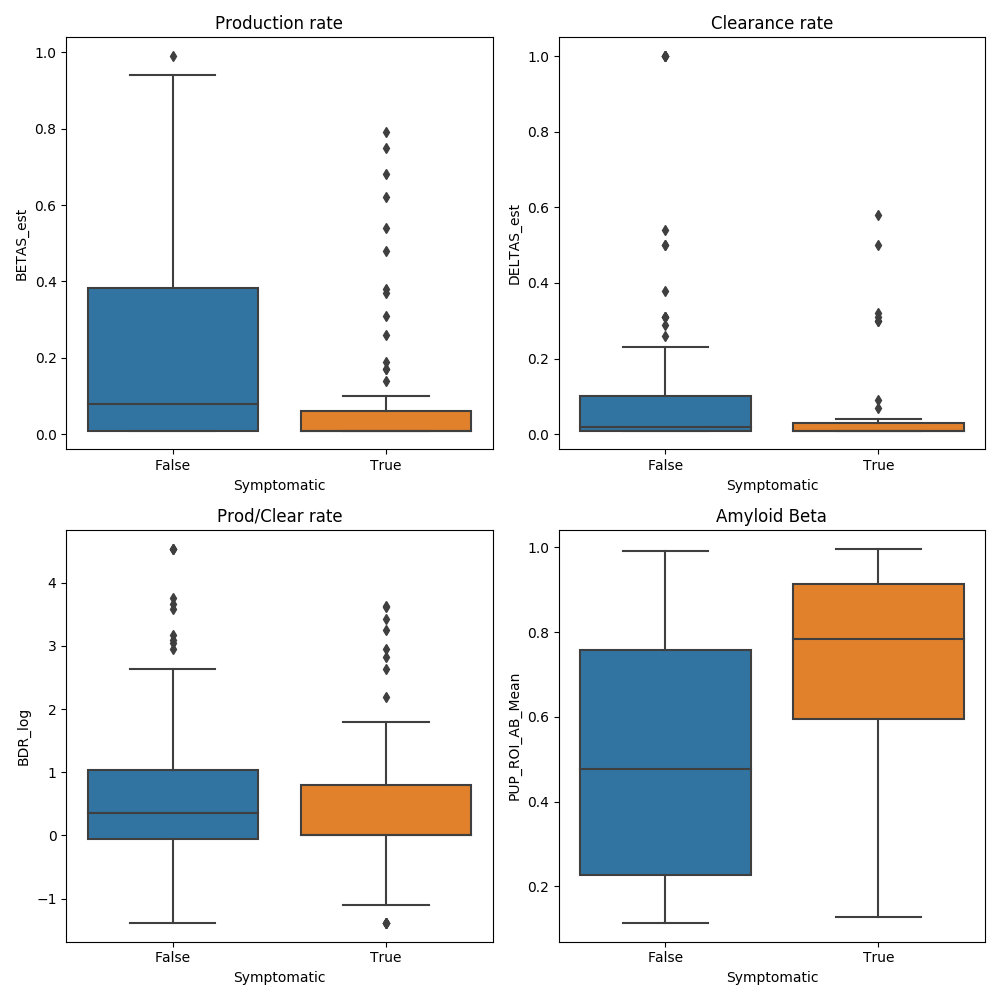 Production rate
BETAS_est
1.0
0.8
0.6
0.4
0.2
0.0
False True
Symptomatic
Clearance rate
DELTAS_est
1.0
0.8
0.6
0.4
0.2
0.0
False True
Symptomatic
Prod/Clear rate
BDR_log
4
3
2
1
0
−1
False True
Symptomatic
Amyloid Beta
PUP_ROI_AB_Mean
1.0
0.8
0.6
0.4
0.2
False True
Symptomatic